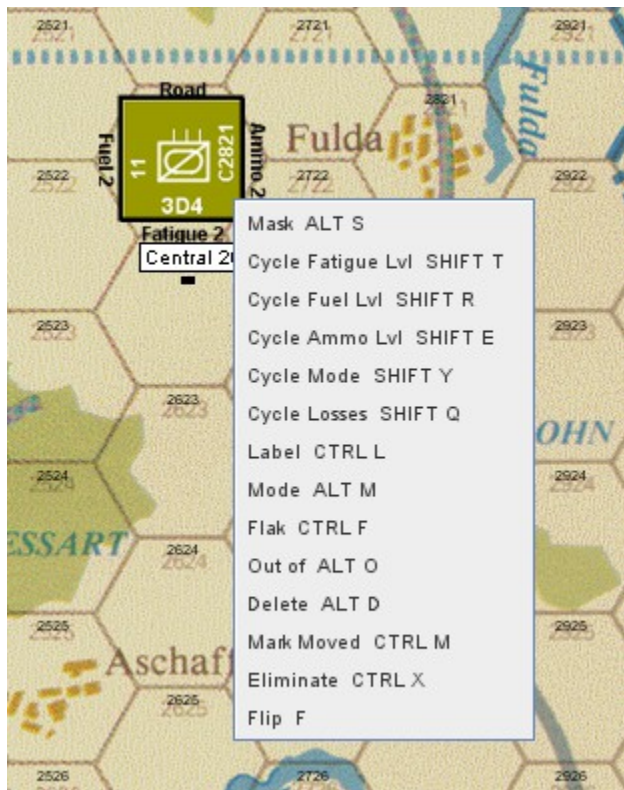 2521
2721
2921
Road
2821
Fulda
Fulda
Fuel 2
11
C2821
Ammo 2
2522
2722
2922
3D4
Fatigue 2
Central
Mask ALT S
Cycle Fatigue Lvl SHIFT T
Cycle Fuel Lvl SHIFT R
2523
2923
Cycle Ammo Lvl SHIFT E
Cycle Mode SHIFT Y
2623
Cycle Losses SHIFT Q
OHN
Label CTRL L
2524
2924
Mode ALT M
Flak CTRL F
ESSART
2624
Out of ALT O
Delete ALT D
2525
2925
Mark Moved CTRL M
Aschaf
Eliminate CTRL X
2625
Flip F
2526
2726
2926